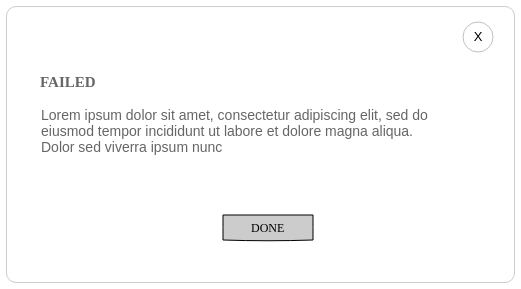 X
FAILED
Lorem ipsum dolor sit amet, consectetur adipiscing elit, sed do
eiusmod tempor incididunt ut labore et dolore magna aliqua.
Dolor sed viverra ipsum nunc
DONE